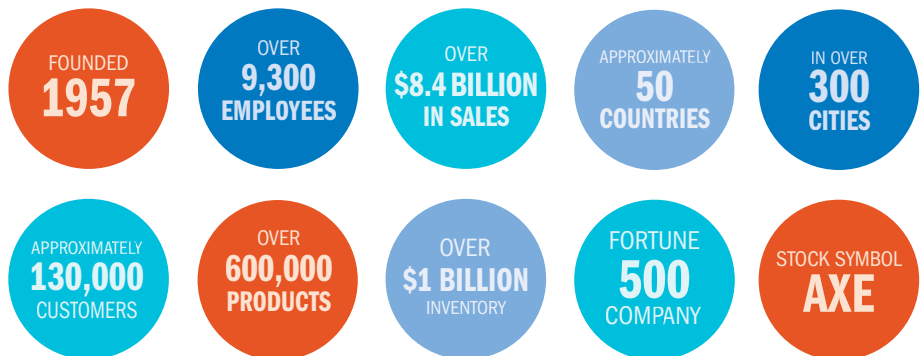 FOUNDED
1957
OVER
9,300
EMPLOYEES
OVER
$8.4 BILLION
IN SALES
APPROXIMATELY
50
COUNTRIES
IN OVER
300
CITIES
APPROXIMATELY
130,000
CUSTOMERS
OVER
600,000
PRODUCTS
OVER
$1 BILLION
INVENTORY
FORTUNE
500
COMPANY
STOCK SYMBOL
AXE